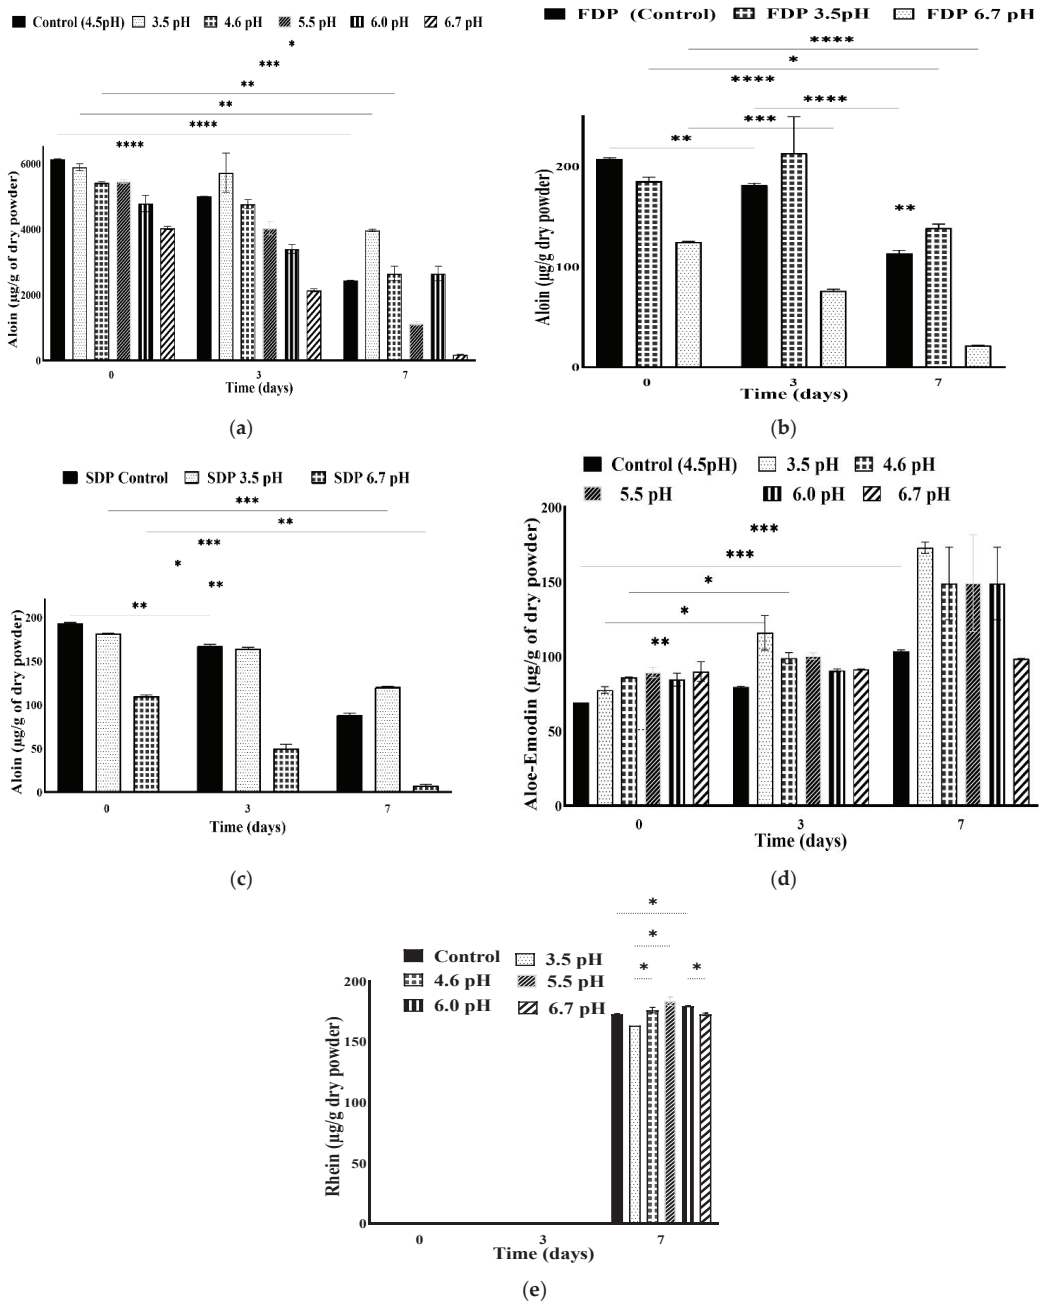 Control (4.5pH) 3.5 pH 4.6 pH 5.5 pH 6.0 pH 6.7 pH
*
***
**
**
****
****
Aloin (µg/g of dry powder)
6000
4000
2000
0
0 3 7
Time (days)
(a)
FDP (Control) FDP 3.5pH FDP 6.7 pH
****
*
****
****
***
**
**
Aloin (µg/g dry powder)
200
100
0
0 3 7
Time (days)
(b)
SDP Control SDP 3.5 pH SDP 6.7 pH
***
**
***
*
**
**
Aloin (µg/g of dry powder)
200
150
100
50
0
0 3 7
Time (days)
(c)
Control (4.5pH) 3.5 pH 4.6 pH
5.5 pH 6.0 pH 6.7 pH
***
***
*
*
**
Aloe-Emodin (µg/g of dry powder)
200
150
100
50
0
0 3 7
Time (days)
(d)
*
*
* *
Control 3.5 pH
4.6 pH 5.5 pH
6.0 pH 6.7 pH
Rhein (µg/g dry powder)
200
150
100
50
0
0 3 7
Time (days)
(e)